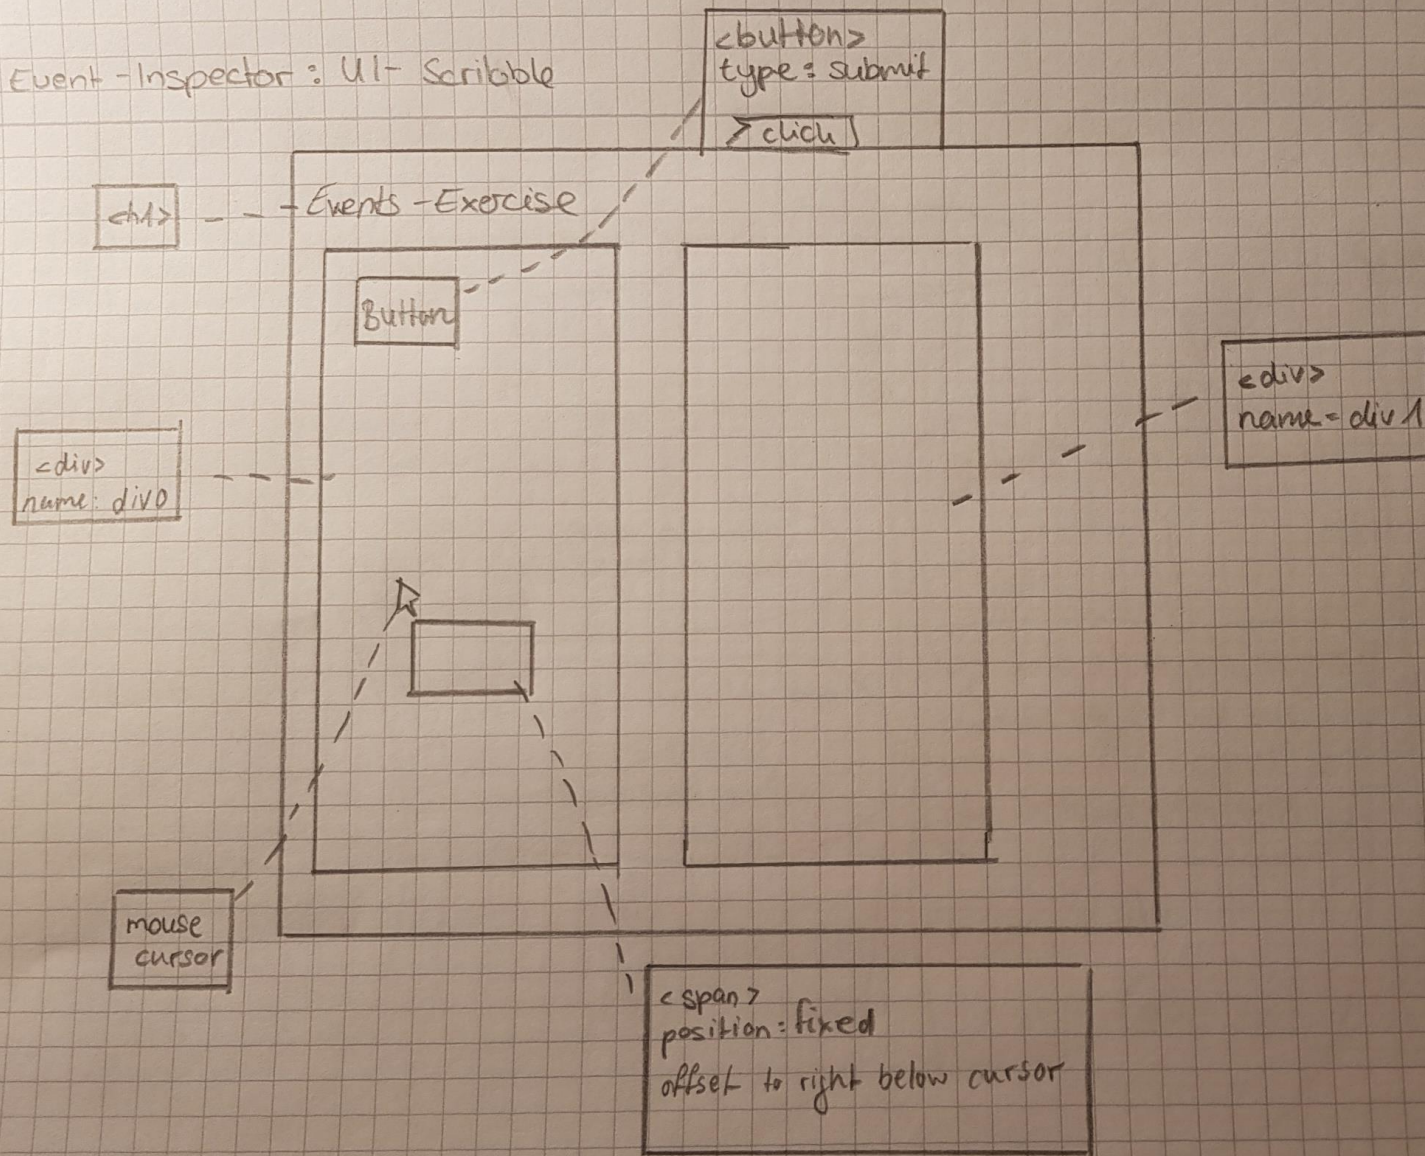 Event-Inspector: UI-Scribble
<button>
type: submit
click
<h1>
Events-Exercise
Button
<div>
name = div1
<div>
name: div0
mouse
cursor
<span>
position: fixed
offset to right below cursor